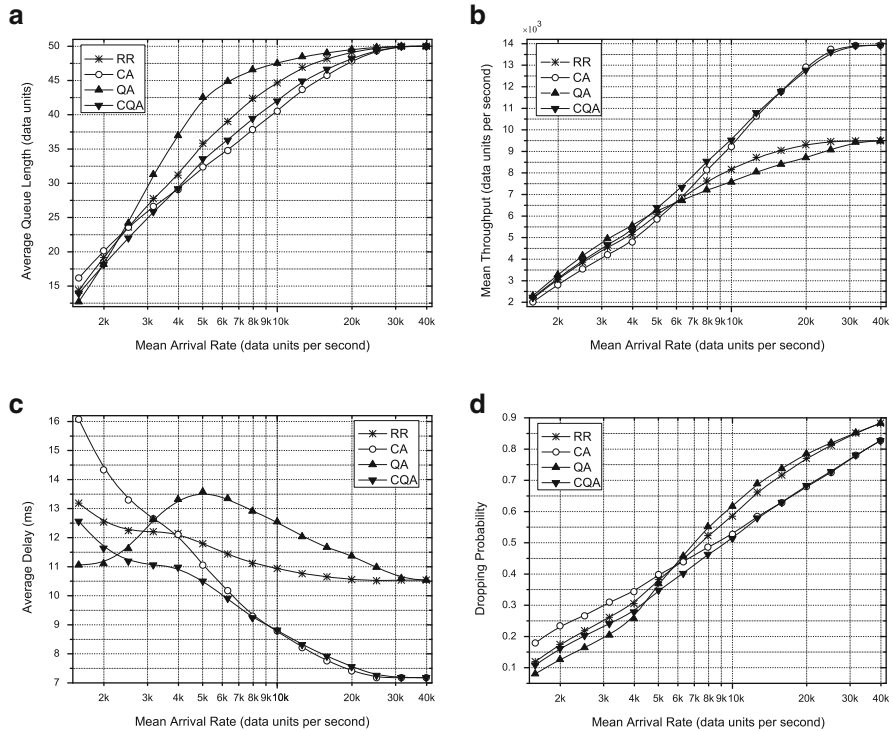 a
50
45
40
35
30
25
20
15
Average Queue Length (data units)
RR
CA
QA
CQA
2k 3k 4k 5k 6k 7k 8k 9k 10k 20k 30k 40k
Mean Arrival Rate (data units per second)
b
×10³
14
13
12
11
10
9
8
7
6
5
4
3
2
Mean Throughput (data units per second)
RR
CA
QA
CQA
2k 3k 4k 5k 6k 7k 8k 9k 10k 20k 30k 40k
Mean Arrival Rate (data units per second)
c
16
15
14
13
12
11
10
9
8
7
Average Delay (ms)
RR
CA
QA
CQA
2k 3k 4k 5k 6k 7k 8k 9k 10k 20k 30k 40k
Mean Arrival Rate (data units per second)
d
0.9
0.8
0.7
0.6
0.5
0.4
0.3
0.2
0.1
Dropping Probability
RR
CA
QA
CQA
2k 3k 4k 5k 6k 7k 8k 9k 10k 20k 30k 40k
Mean Arrival Rate (data units per second)